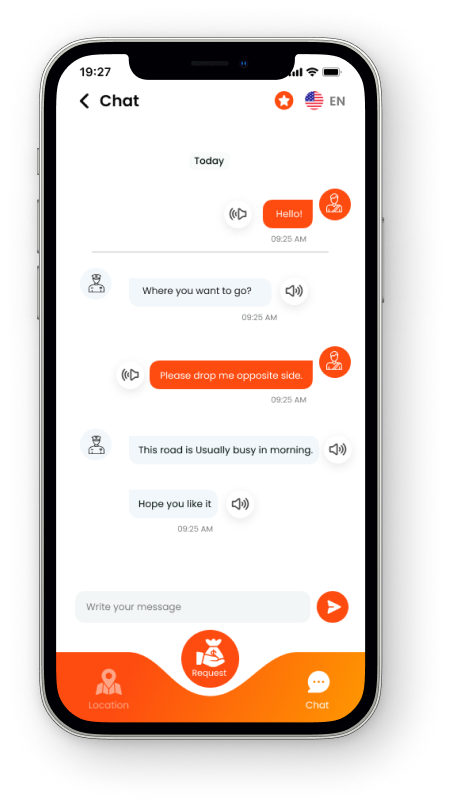 19:27
Chat
EN
Today
Hello!
09:25 AM
Where you want to go?
09:25 AM
Please drop me opposite side.
09:25 AM
This road is Usually busy in morning.
Hope you like it
09:25 AM
Write your message
Request
Location
Chat